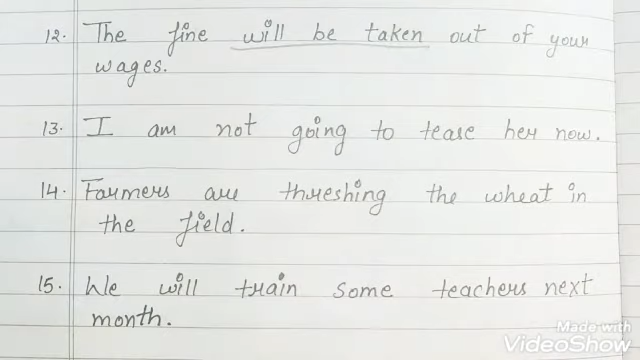 12. The fine will be taken out of your
wages.
13. I am not going to tease her now.
14. Farmers are threshing the wheat in
the field.
15. We will train some teachers next
month.
Made with
VideoShow